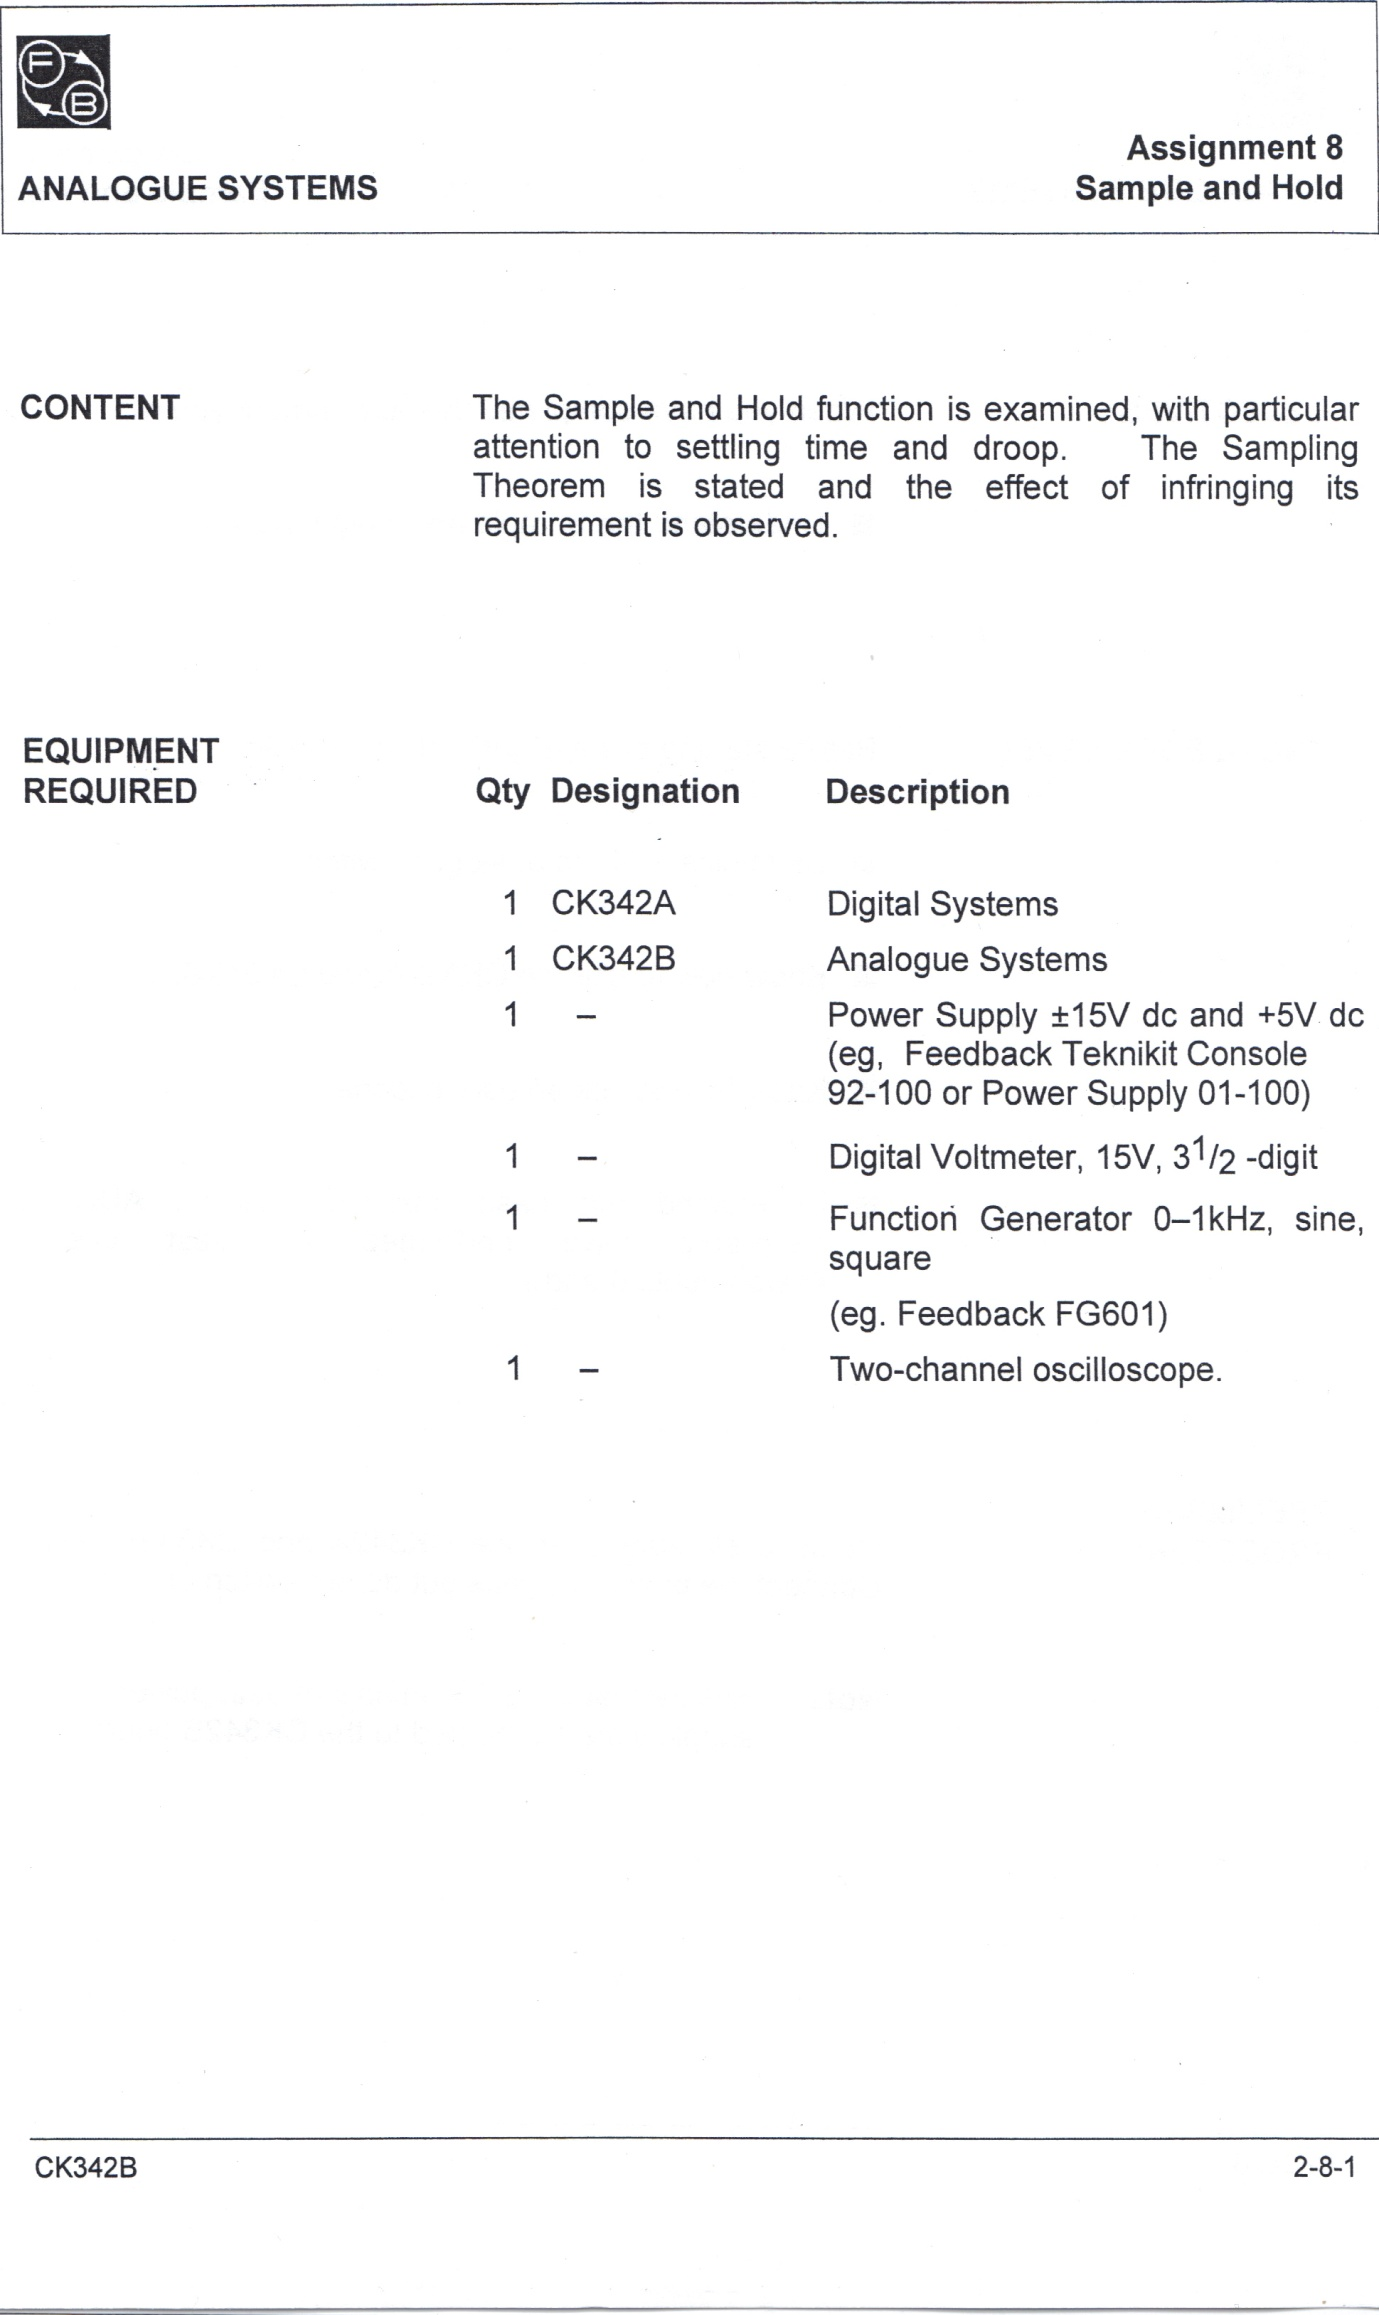 F
B
ANALOGUE SYSTEMS
Assignment 8
Sample and Hold
CONTENT
The Sample and Hold function is examined, with particular
attention to settling time and droop. The Sampling
Theorem is stated and the effect of infringing its
requirement is observed.
EQUIPMENT
REQUIRED
Qty Designation Description
1 CK342A Digital Systems
1 CK342B Analogue Systems
1 – Power Supply ±15V dc and +5V dc
(eg, Feedback Teknikit Console
92-100 or Power Supply 01-100)
1 – Digital Voltmeter, 15V, 3 1/2 -digit
1 – Function Generator 0–1kHz, sine,
square
(eg. Feedback FG601)
1 – Two-channel oscilloscope.
CK342B 2-8-1